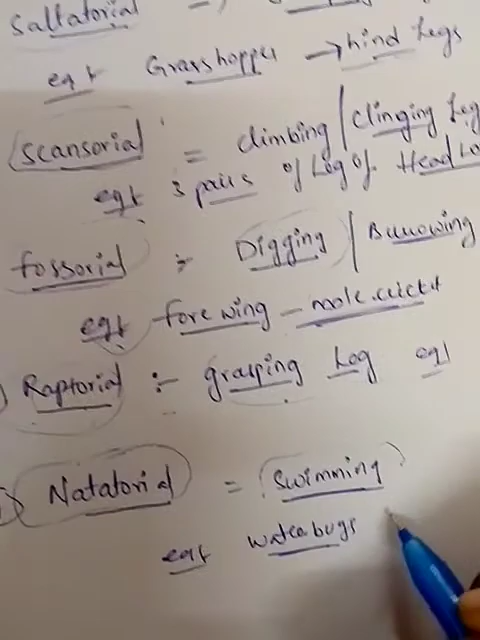 Saltatorial
eg:- Grasshopper → hind Legs
Scansorial = climbing / clinging Leg
eg:- 3 pairs of Leg of Head Lo
fossorial :- Digging / Burrowing
eg:- fore wing - mole cricket
Raptorial :- grasping Leg eg
Natatorial = Swimming
eg:- waterbugs